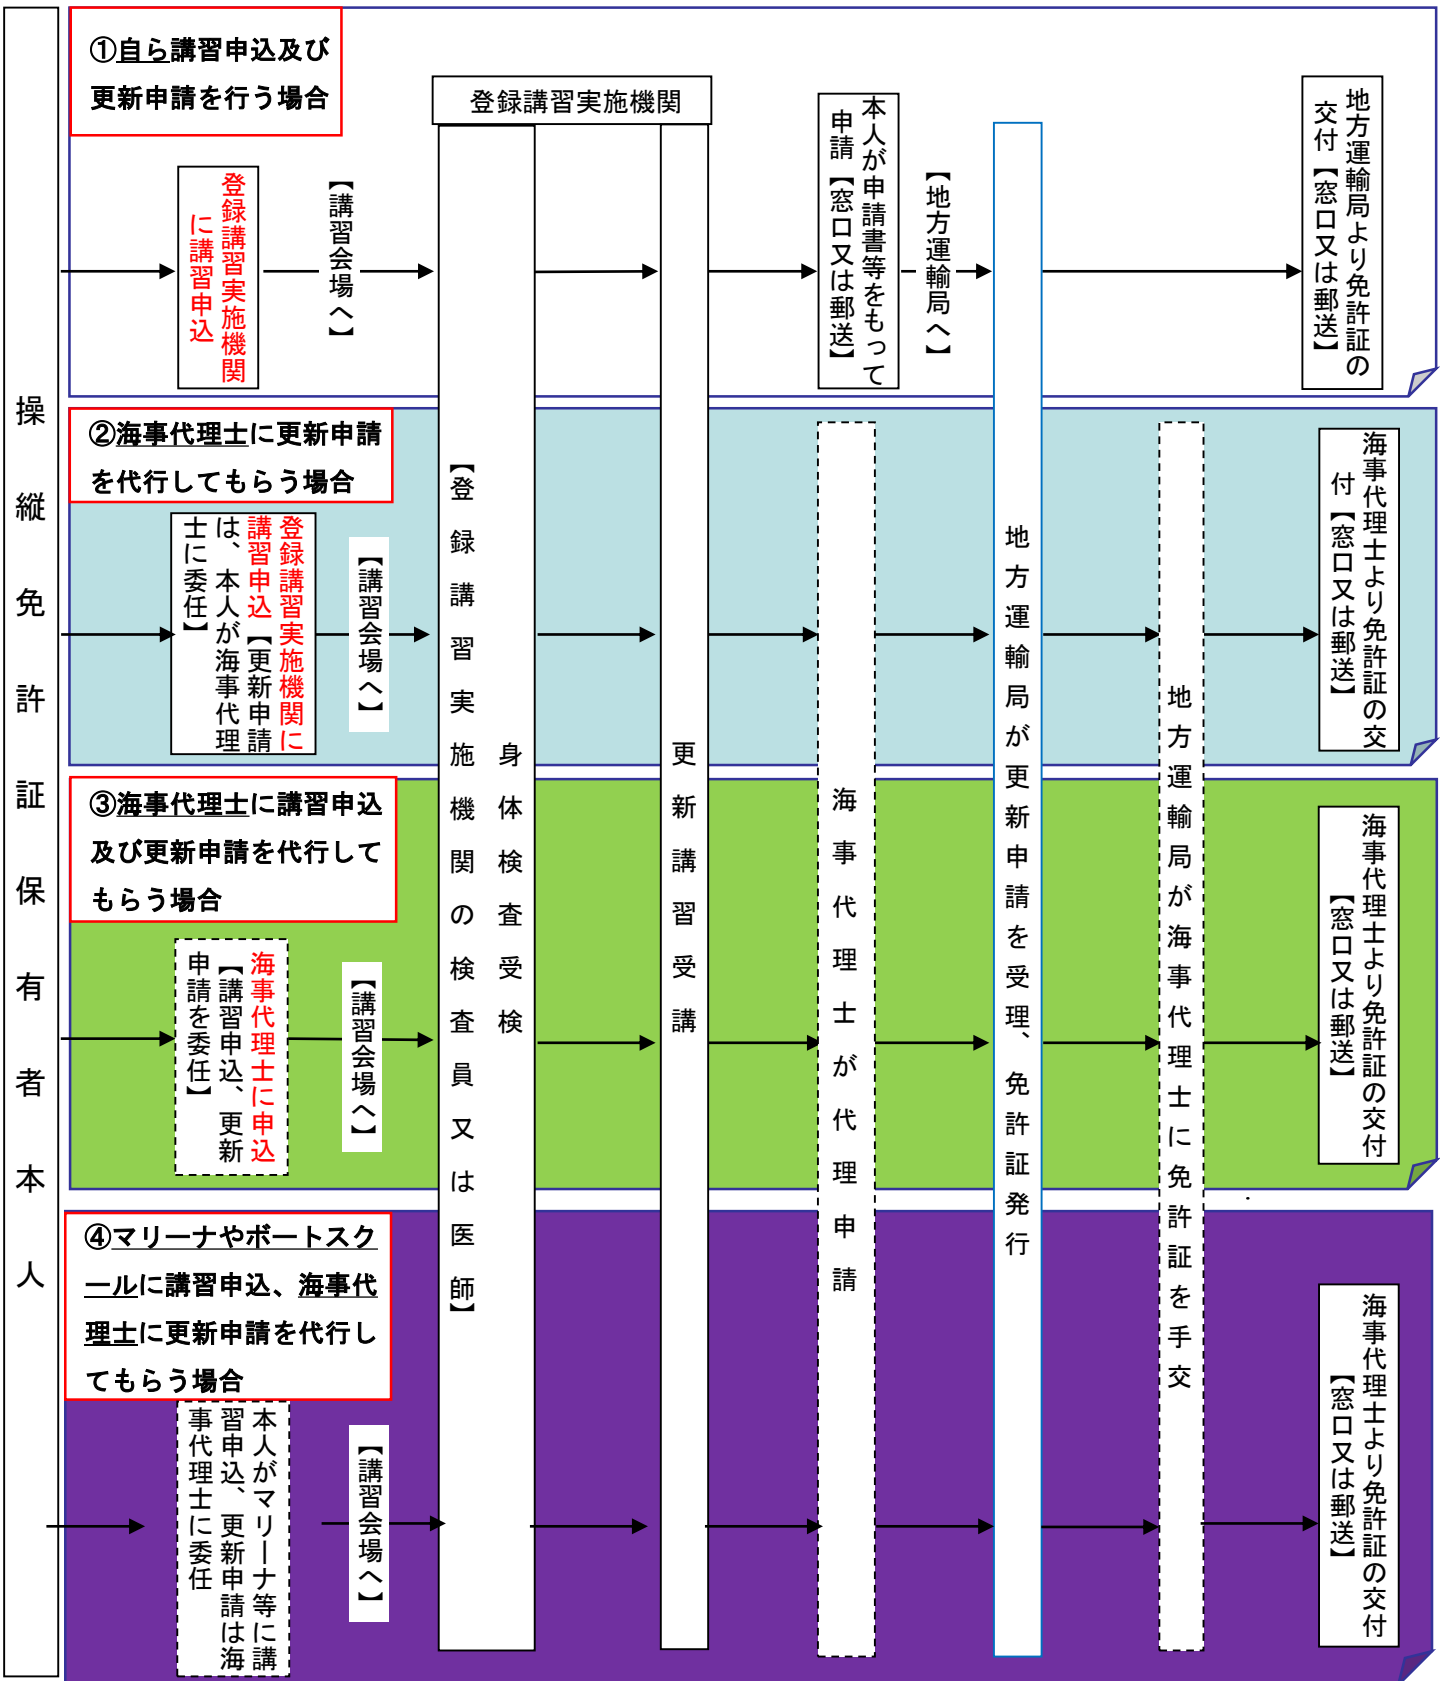 操縦免許証保有者本人
①自ら講習申込及び
更新申請を行う場合
登録講習実施機関
登録講習実施機関
に講習申込
【講習会場へ】
本人が申請書等をもって
申請【窓口又は郵送】
【地方運輸局へ】
地方運輸局より免許証の
交付【窓口又は郵送】
②海事代理士に更新申請
を代行してもらう場合
登録講習実施機関に
講習申込【更新申請
は、本人が海事代理
士に委任】
【講習会場へ】
身体検査受検
【登録講習実施機関の検査員又は医師】
更新講習受講
海事代理士が代理申請
地方運輸局が更新申請を受理、免許証発行
地方運輸局が海事代理士に免許証を手交
海事代理士より免許証の交
付【窓口又は郵送】
③海事代理士に講習申込
及び更新申請を代行して
もらう場合
海事代理士に申込
【講習申込、更新
申請を委任】
【講習会場へ】
海事代理士より免許証の交付
【窓口又は郵送】
④マリーナやボートスク
ールに講習申込、海事代
理士に更新申請を代行し
てもらう場合
本人がマリーナ等に講
習申込、更新申請は海
事代理士に委任
【講習会場へ】
海事代理士より免許証の交付
【窓口又は郵送】